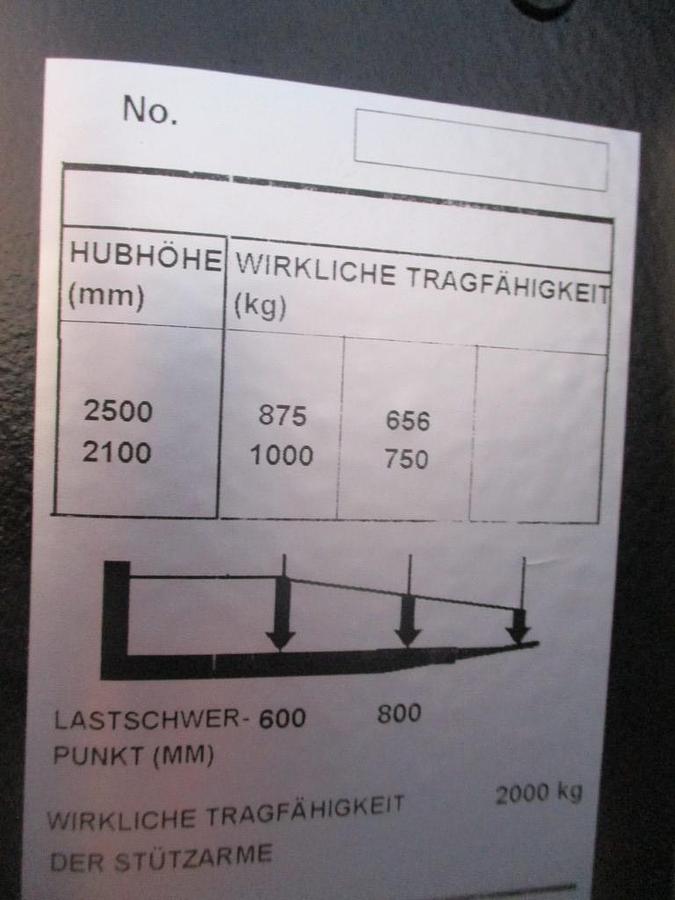 No.
HUBHÖHE WIRKLICHE TRAGFÄHIGKEIT
(mm) (kg)
2500 875 656
2100 1000 750
LASTSCHWER- 600 800
PUNKT (MM)
WIRKLICHE TRAGFÄHIGKEIT 2000 kg
DER STÜTZARME